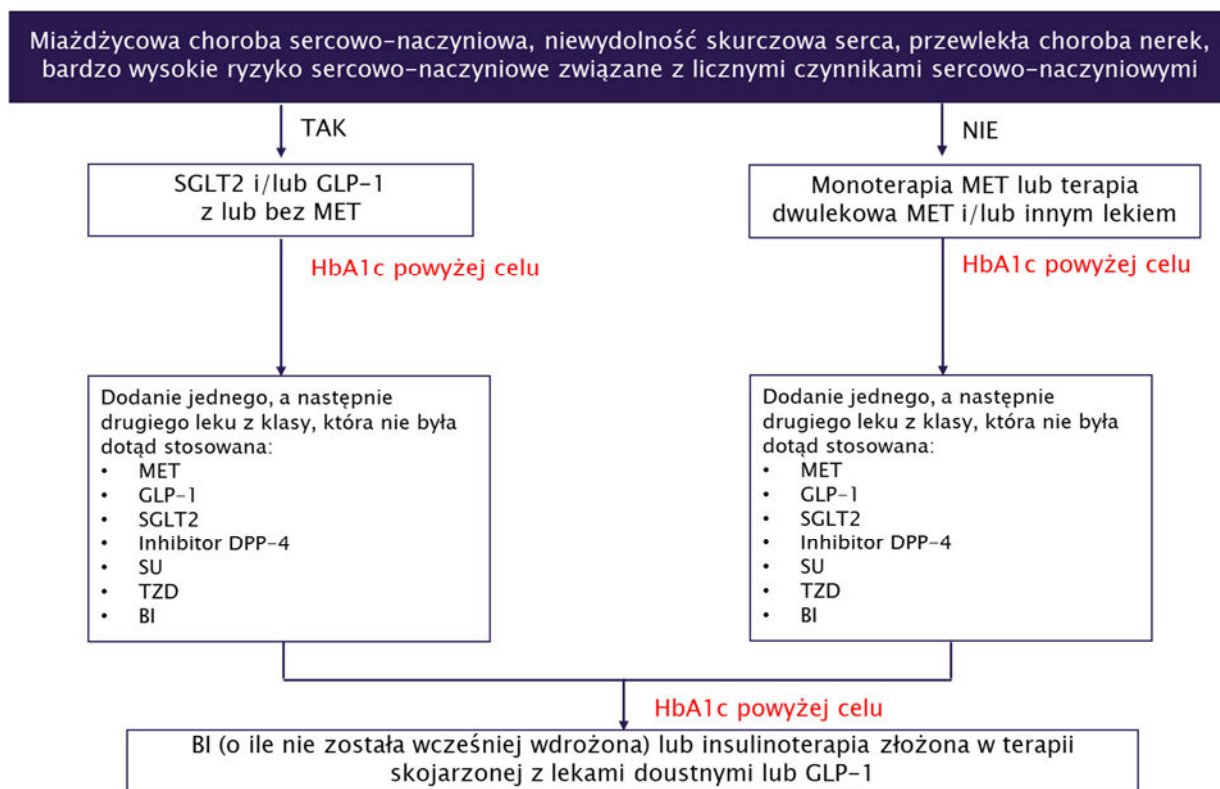 Miażdżycowa choroba sercowo-naczyniowa, niewydolność skurczowa serca, przewlekła choroba nerek,
bardzo wysokie ryzyko sercowo-naczyniowe związane z licznymi czynnikami sercowo-naczyniowymi
TAK
NIE
SGLT2 i/lub GLP-1
z lub bez MET
Monoterapia MET lub terapia
dwulekowa MET i/lub innym lekiem
HbA1c powyżej celu
HbA1c powyżej celu
Dodanie jednego, a następnie
drugiego leku z klasy, która nie była
dotąd stosowana:
• MET
• GLP-1
• SGLT2
• Inhibitor DPP-4
• SU
• TZD
• BI
Dodanie jednego, a następnie
drugiego leku z klasy, która nie była
dotąd stosowana:
• MET
• GLP-1
• SGLT2
• Inhibitor DPP-4
• SU
• TZD
• BI
HbA1c powyżej celu
BI (o ile nie została wcześniej wdrożona) lub insulinoterapia złożona w terapii
skojarzonej z lekami doustnymi lub GLP-1